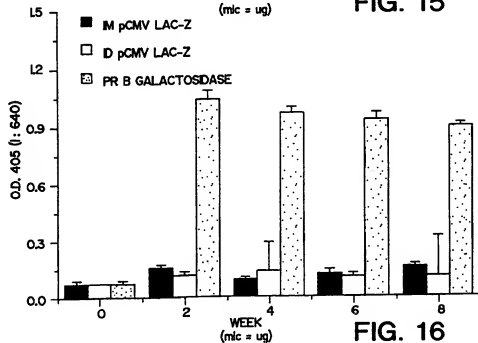 (mic = ug)
FIG. 15
1.5
1.2
0.9
0.6
0.3
0.0
O.D. 405 (1:640)
IM pCMV LAC-Z
ID pCMV LAC-Z
PR B GALACTOSIDASE
0
2
4
6
8
WEEK
(mic = ug)
FIG. 16